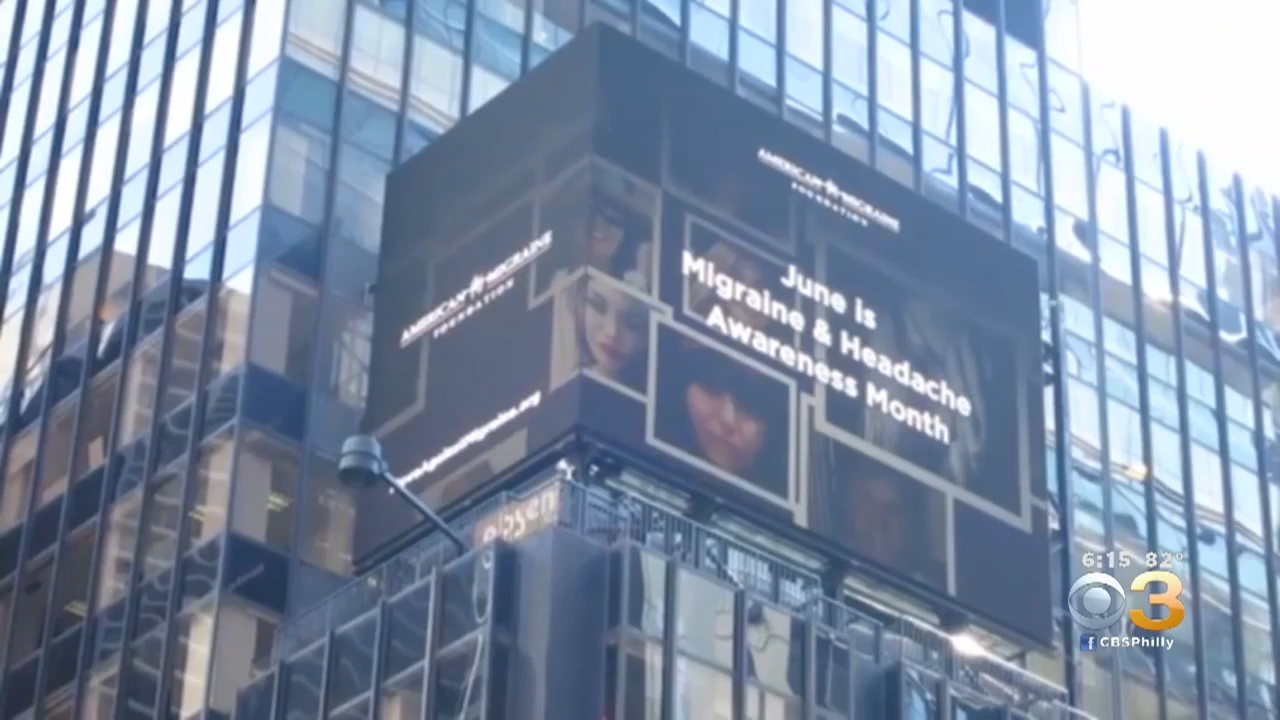 AMERICAN MIGRAINE
FOUNDATION
June is
Migraine & Headache
Awareness Month
AMERICAN MIGRAINE
FOUNDATION
6:15 82°
3
f CBSPhilly